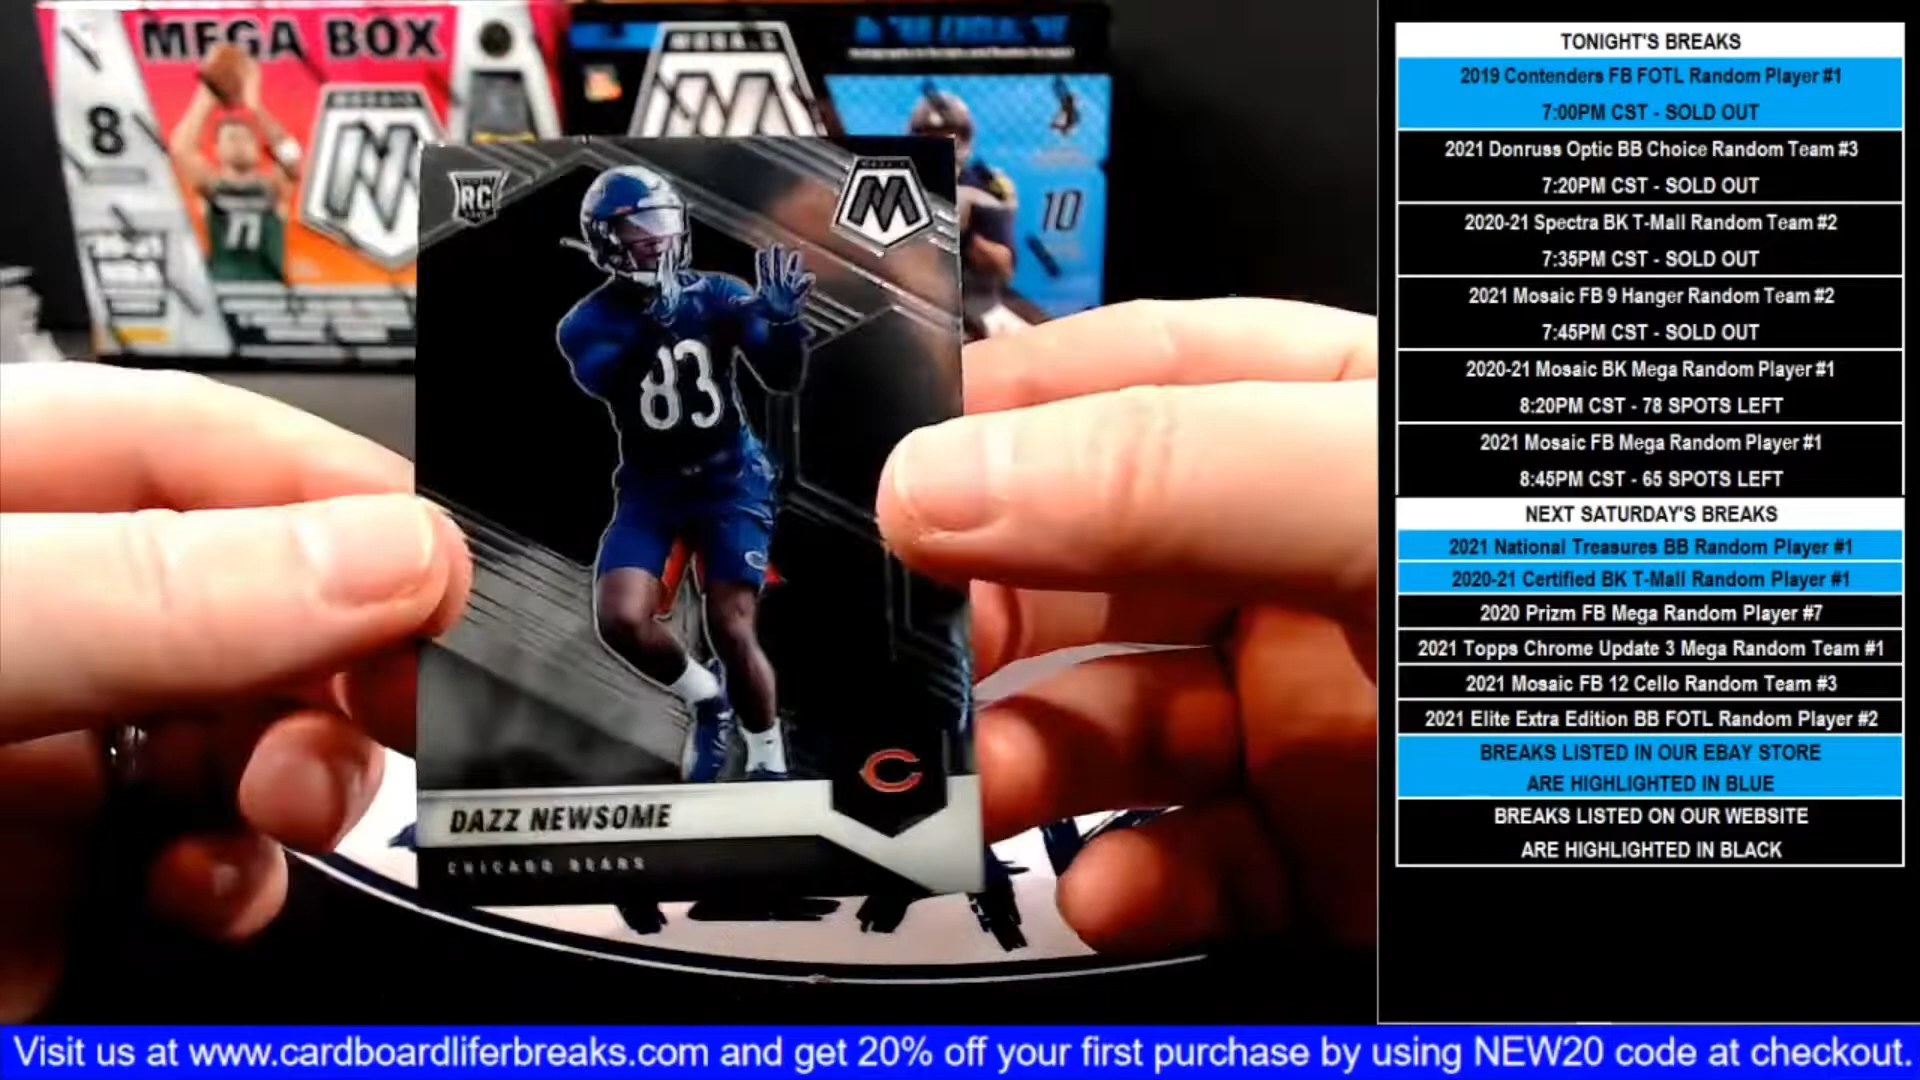 MEGA BOX
8
RC
83
DAZZ NEWSOME
CHICAGO BEARS
10
TONIGHT'S BREAKS
2019 Contenders FB FOTL Random Player #1
7:00PM CST - SOLD OUT
2021 Donruss Optic BB Choice Random Team #3
7:20PM CST - SOLD OUT
2020-21 Spectra BK T-Mall Random Team #2
7:35PM CST - SOLD OUT
2021 Mosaic FB 9 Hanger Random Team #2
7:45PM CST - SOLD OUT
2020-21 Mosaic BK Mega Random Player #1
8:20PM CST - 78 SPOTS LEFT
2021 Mosaic FB Mega Random Player #1
8:45PM CST - 65 SPOTS LEFT
NEXT SATURDAY'S BREAKS
2021 National Treasures BB Random Player #1
2020-21 Certified BK T-Mall Random Player #1
2020 Prizm FB Mega Random Player #7
2021 Topps Chrome Update 3 Mega Random Team #1
2021 Mosaic FB 12 Cello Random Team #3
2021 Elite Extra Edition BB FOTL Random Player #2
BREAKS LISTED IN OUR EBAY STORE
ARE HIGHLIGHTED IN BLUE
BREAKS LISTED ON OUR WEBSITE
ARE HIGHLIGHTED IN BLACK
Visit us at www.cardboardliferbreaks.com and get 20% off your first purchase by using NEW20 code at checkout.